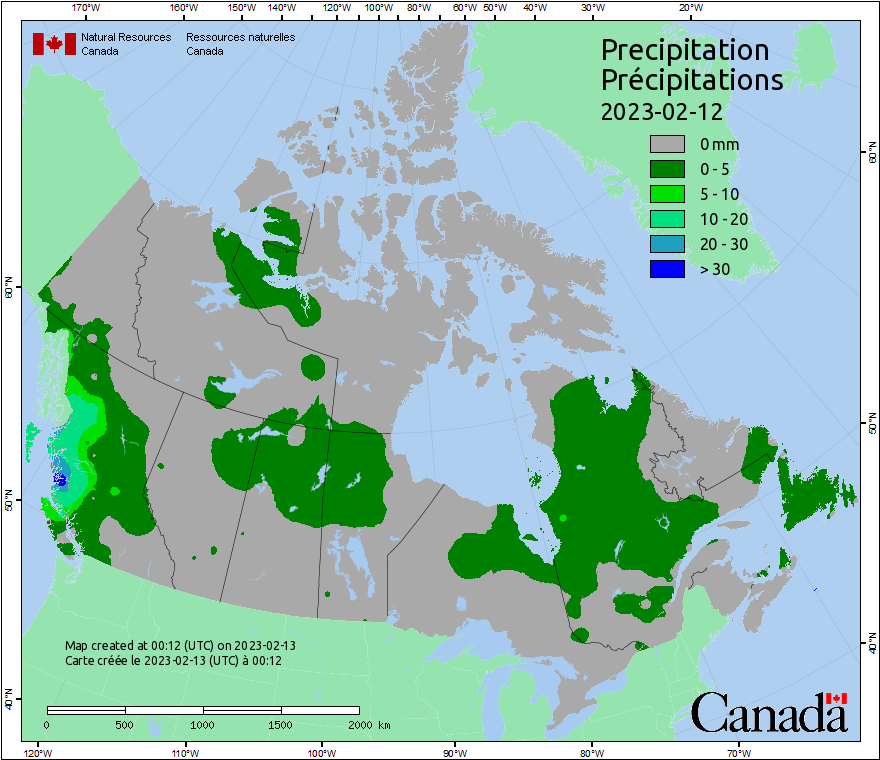 170°W 160°W 150°W 140°W 130°W 120°W 110°W 100°W 90°W 80°W 60°W 50°W 40°W 30°W 20°W
Natural Resources Ressources naturelles
Canada Canada
Precipitation
Précipitations
2023-02-12
0 mm
0 - 5
5 - 10
10 - 20
20 - 30
> 30
60°N
60°N
50°N
50°N
40°N
40°N
Map created at 00:12 (UTC) on 2023-02-13
Carte créée le 2023-02-13 (UTC) à 00:12
0 500 1000 1500 2000 km
Canada
120°W 110°W 100°W 90°W 80°W 70°W